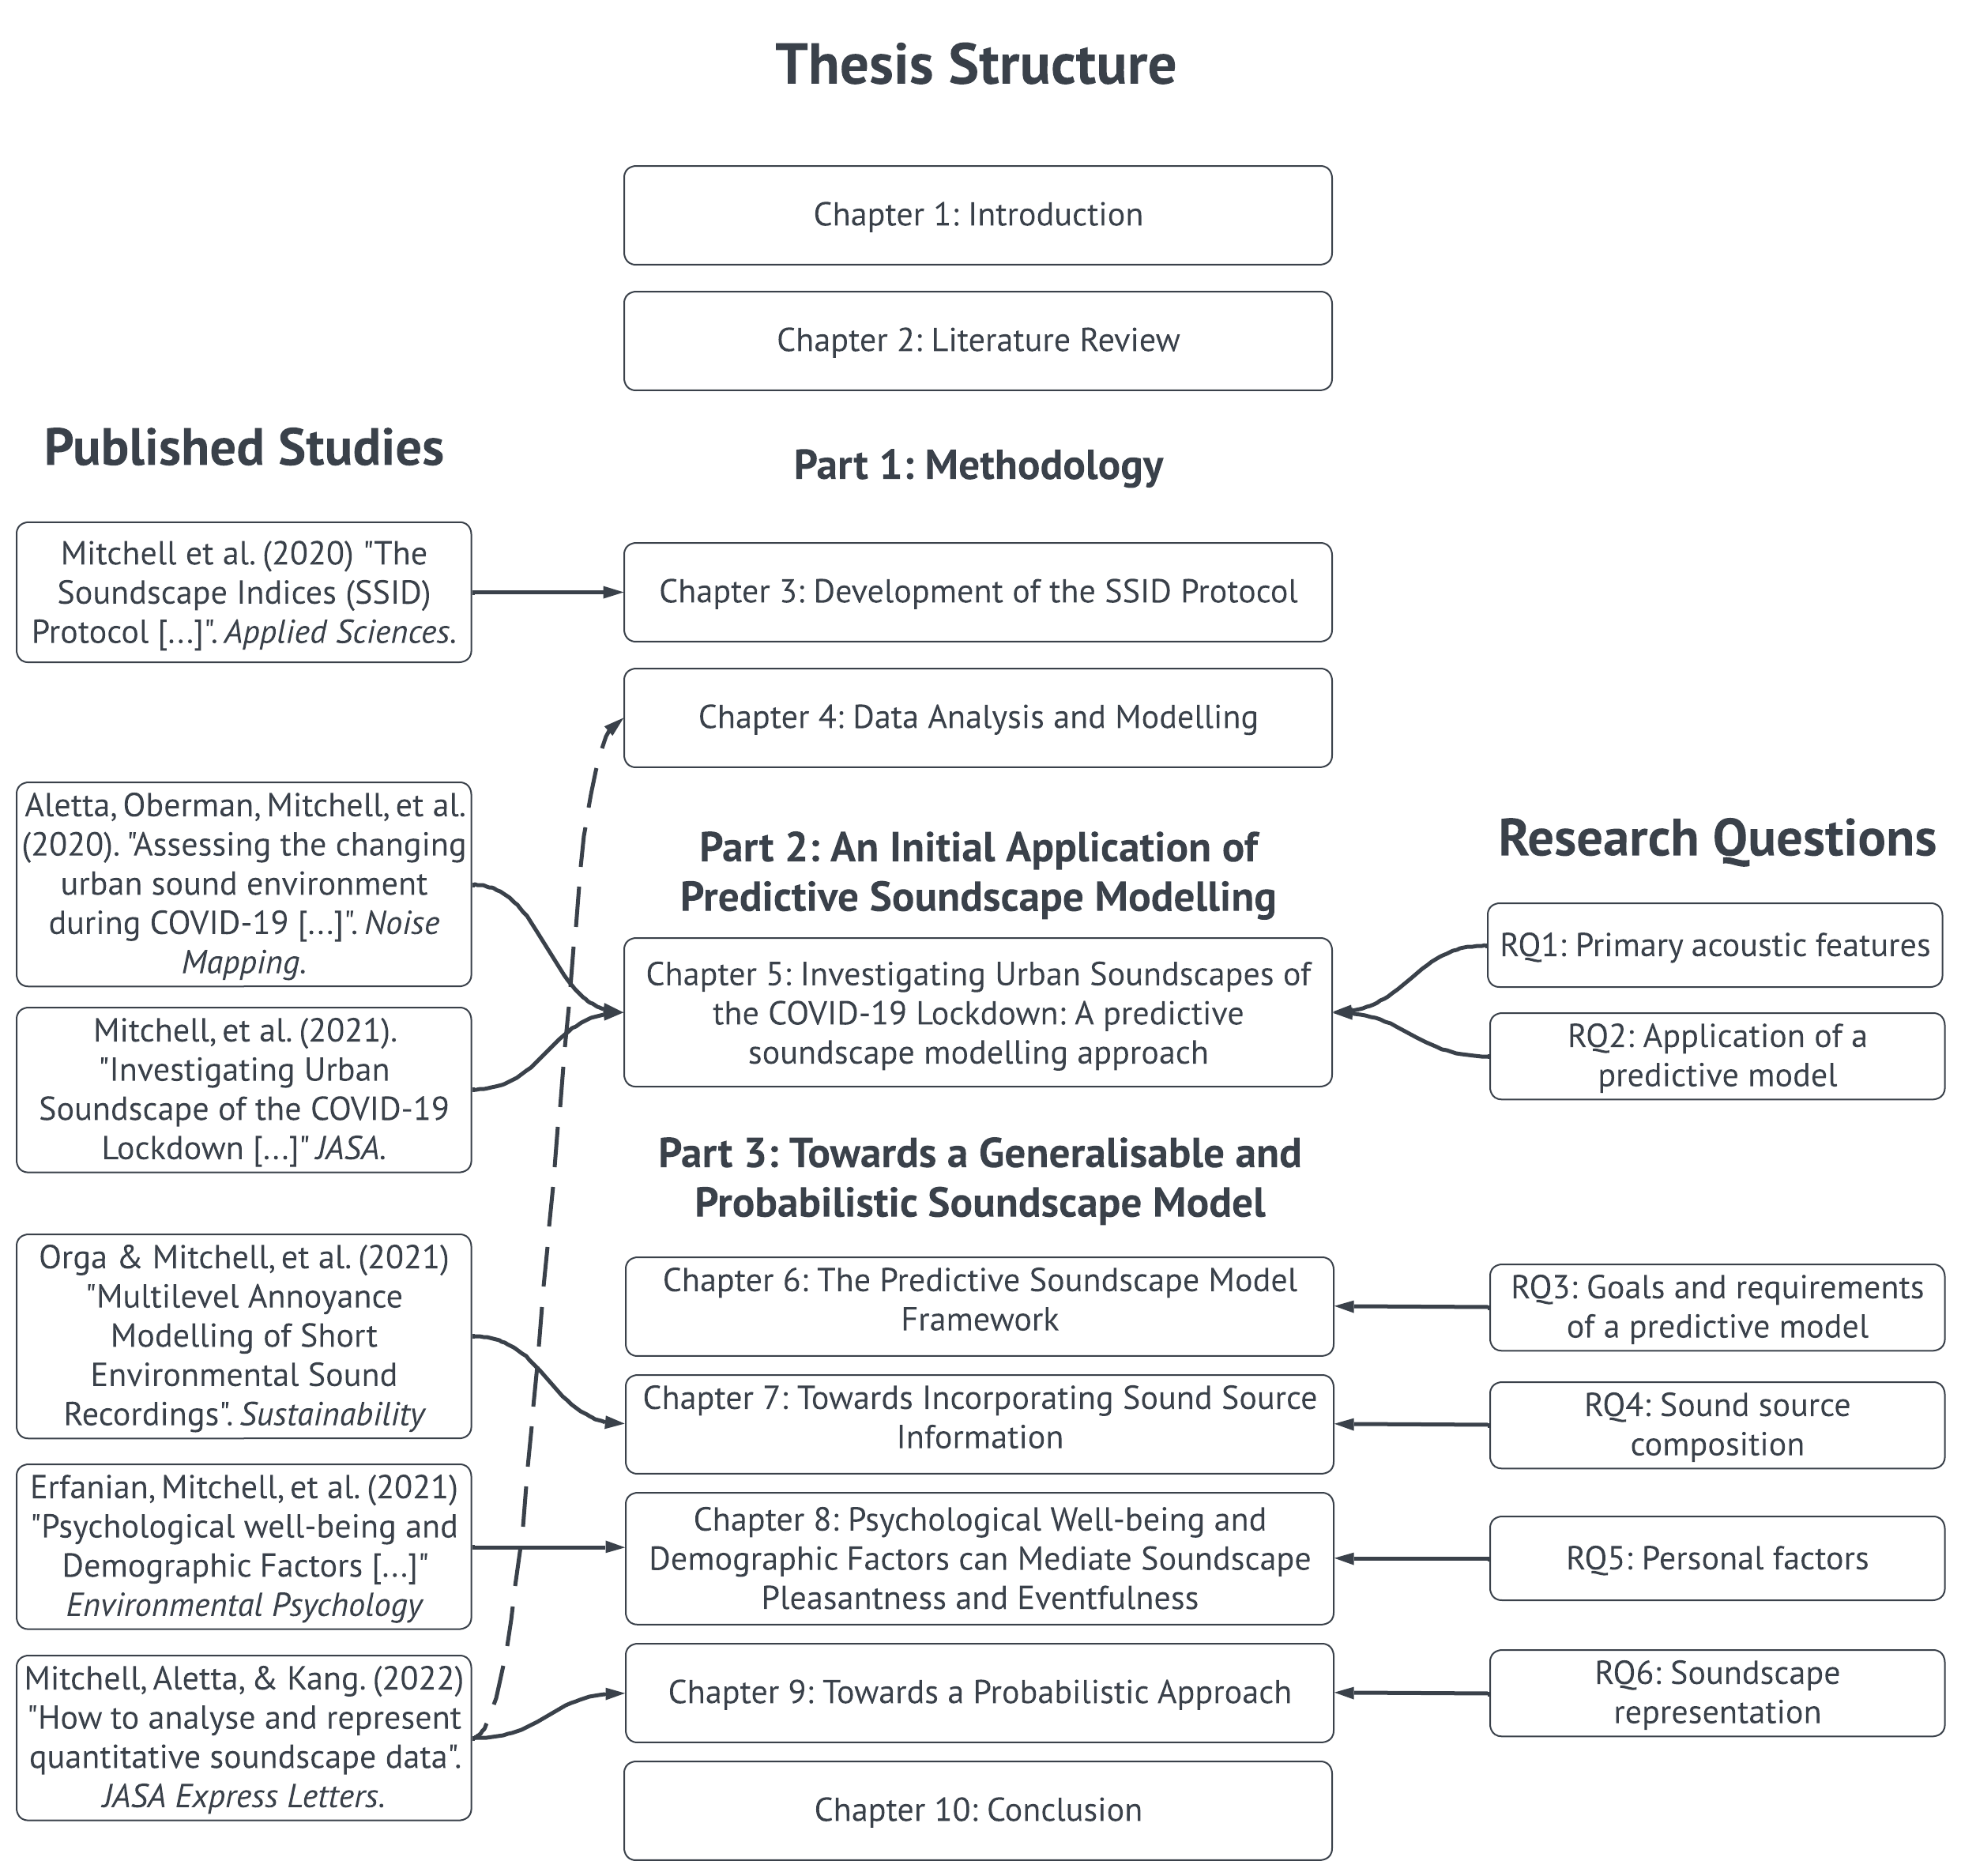 Thesis Structure
Chapter 1: Introduction
Chapter 2: Literature Review
Published Studies
Mitchell et al. (2020) "The
Soundscape Indices (SSID)
Protocol [...]". Applied Sciences.
Aletta, Oberman, Mitchell, et al.
(2020). "Assessing the changing
urban sound environment
during COVID-19 [...]". Noise
Mapping.
Mitchell, et al. (2021).
"Investigating Urban
Soundscape of the COVID-19
Lockdown [...]" JASA.
Orga & Mitchell, et al. (2021)
"Multilevel Annoyance
Modelling of Short
Environmental Sound
Recordings". Sustainability
Erfanian, Mitchell, et al. (2021)
"Psychological well-being and
Demographic Factors [...]"
Environmental Psychology
Mitchell, Aletta, & Kang. (2022)
"How to analyse and represent
quantitative soundscape data".
JASA Express Letters.
Part 1: Methodology
Chapter 3: Development of the SSID Protocol
Chapter 4: Data Analysis and Modelling
Part 2: An Initial Application of
Predictive Soundscape Modelling
Chapter 5: Investigating Urban Soundscapes of
the COVID-19 Lockdown: A predictive
soundscape modelling approach
Part 3: Towards a Generalisable and
Probabilistic Soundscape Model
Chapter 6: The Predictive Soundscape Model
Framework
Chapter 7: Towards Incorporating Sound Source
Information
Chapter 8: Psychological Well-being and
Demographic Factors can Mediate Soundscape
Pleasantness and Eventfulness
Chapter 9: Towards a Probabilistic Approach
Chapter 10: Conclusion
Research Questions
RQ1: Primary acoustic features
RQ2: Application of a
predictive model
RQ3: Goals and requirements
of a predictive model
RQ4: Sound source
composition
RQ5: Personal factors
RQ6: Soundscape
representation